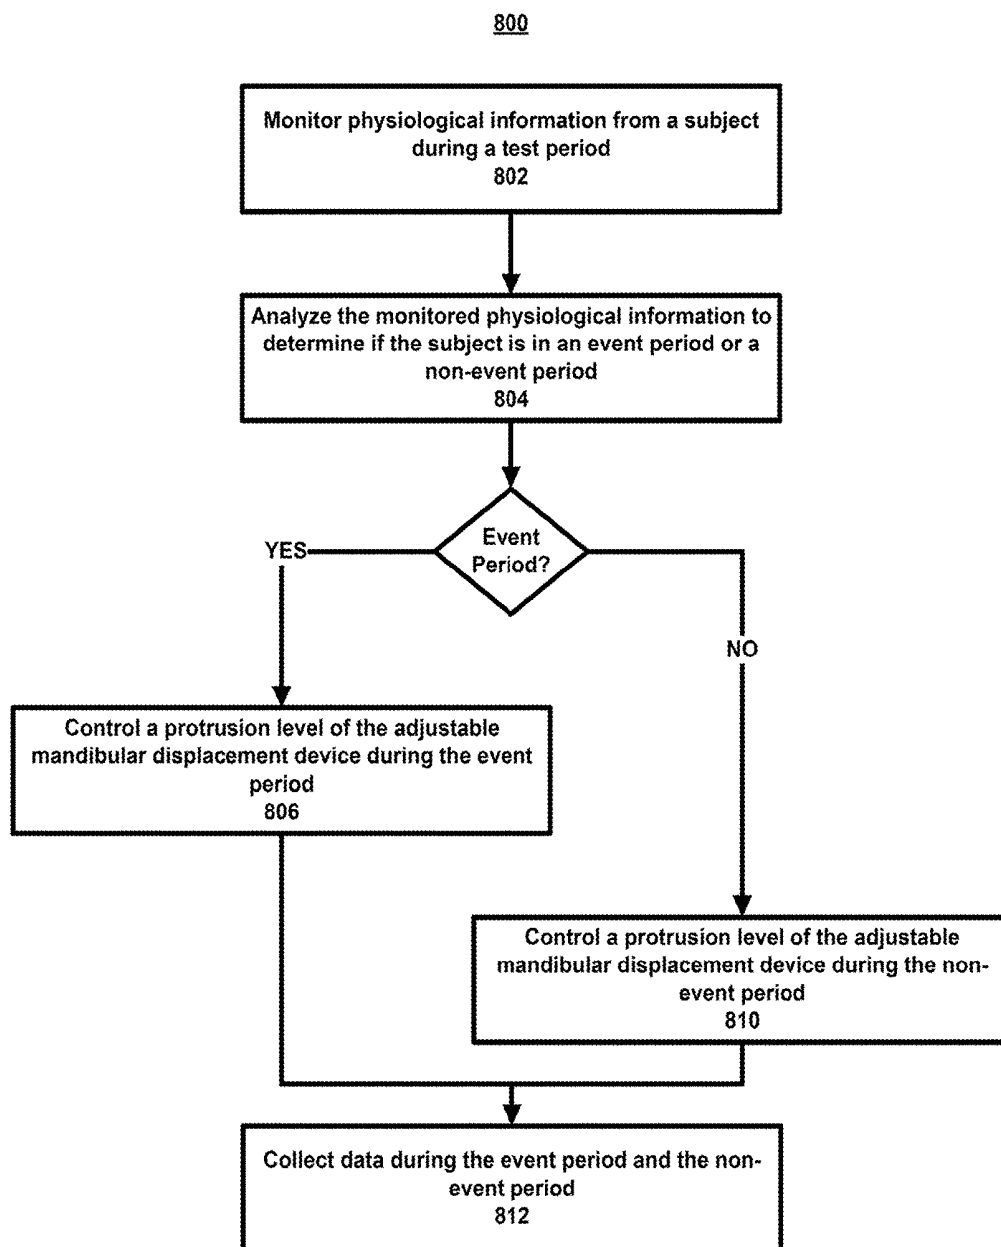 800
Monitor physiological information from a subject
during a test period
802
Analyze the monitored physiological information to
determine if the subject is in an event period or a
non-event period
804
Event
Period?
YES
NO
Control a protrusion level of the adjustable
mandibular displacement device during the event
period
806
Control a protrusion level of the adjustable
mandibular displacement device during the non-
event period
810
Collect data during the event period and the non-
event period
812